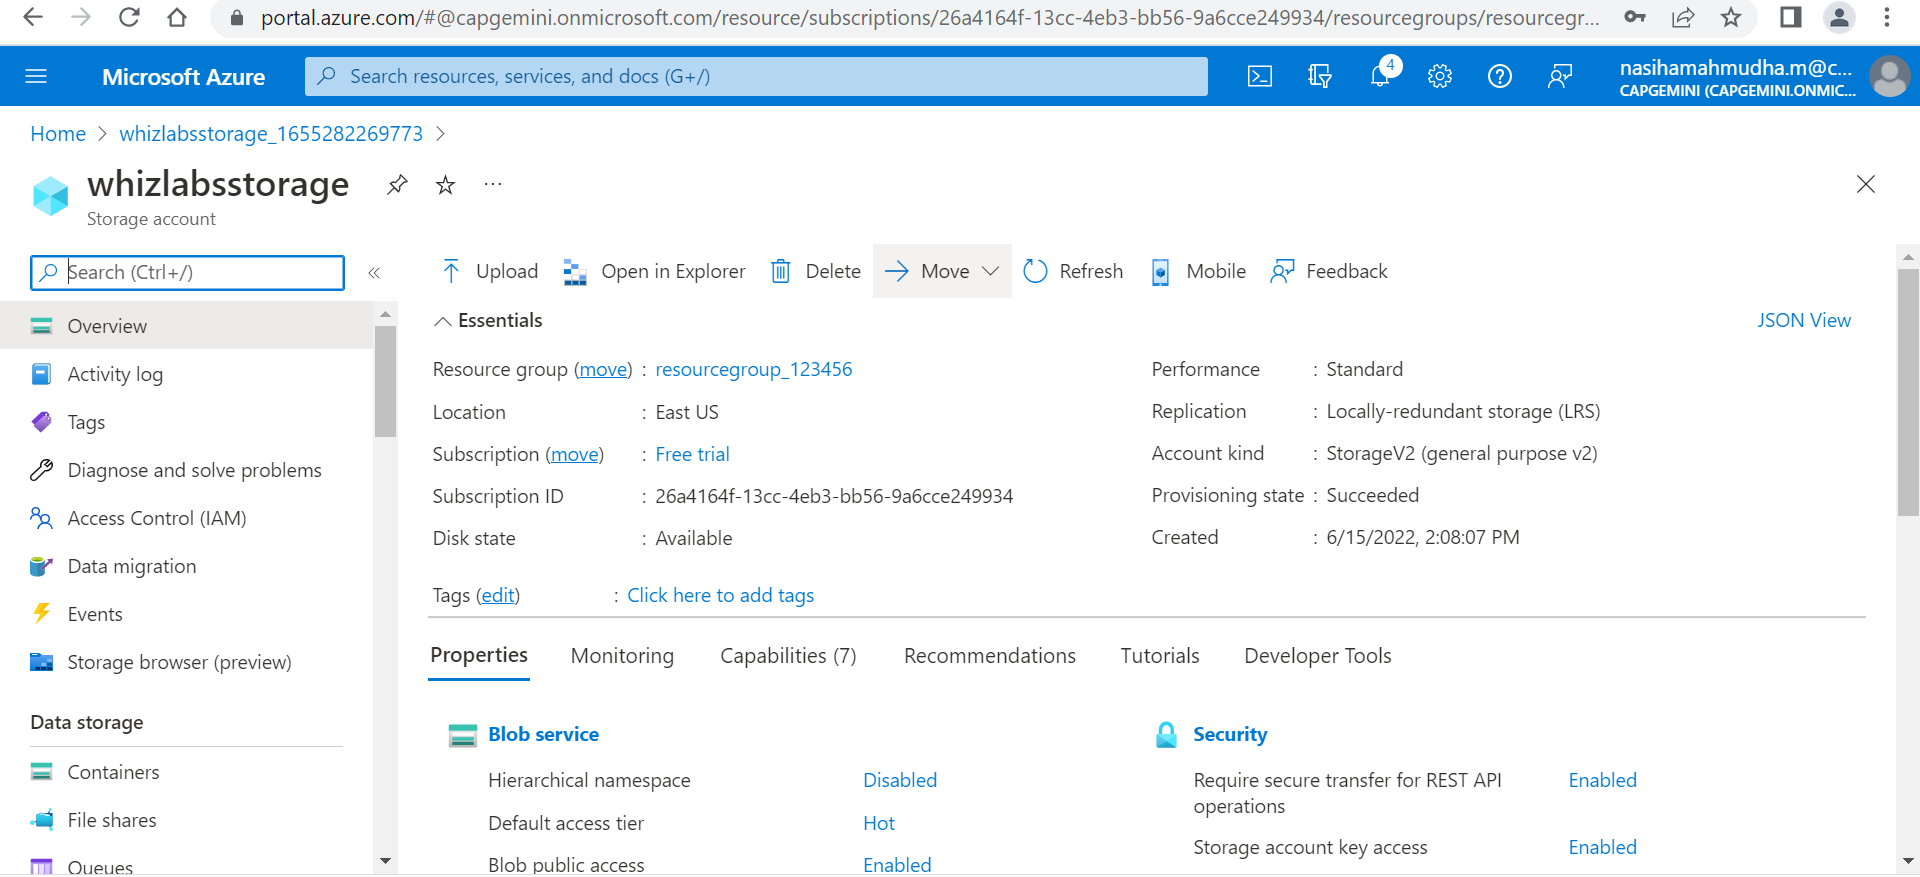 portal.azure.com/#@capgemini.onmicrosoft.com/resource/subscriptions/26a4164f-13cc-4eb3-bb56-9a6cce249934/resourcegroups/resourcegr...
Microsoft Azure
Search resources, services, and docs (G+/)
4
nasihamahmudha.m@c...
CAPGEMINI (CAPGEMINI.ONMIC...
Home > whizlabsstorage_1655282269773 >
whizlabsstorage
...
Storage account
Search (Ctrl+/)
«
Upload
Open in Explorer
Delete
Move
Refresh
Mobile
Feedback
Overview
Activity log
Tags
Diagnose and solve problems
Access Control (IAM)
Data migration
Events
Storage browser (preview)
Data storage
Containers
File shares
Queues
Essentials
JSON View
Resource group (move) : resourcegroup_123456
Location : East US
Subscription (move) : Free trial
Subscription ID : 26a4164f-13cc-4eb3-bb56-9a6cce249934
Disk state : Available
Tags (edit) : Click here to add tags
Performance : Standard
Replication : Locally-redundant storage (LRS)
Account kind : StorageV2 (general purpose v2)
Provisioning state : Succeeded
Created : 6/15/2022, 2:08:07 PM
Properties
Monitoring
Capabilities (7)
Recommendations
Tutorials
Developer Tools
Blob service
Hierarchical namespace Disabled
Default access tier Hot
Blob public access Enabled
Security
Require secure transfer for REST API Enabled
operations
Storage account key access Enabled